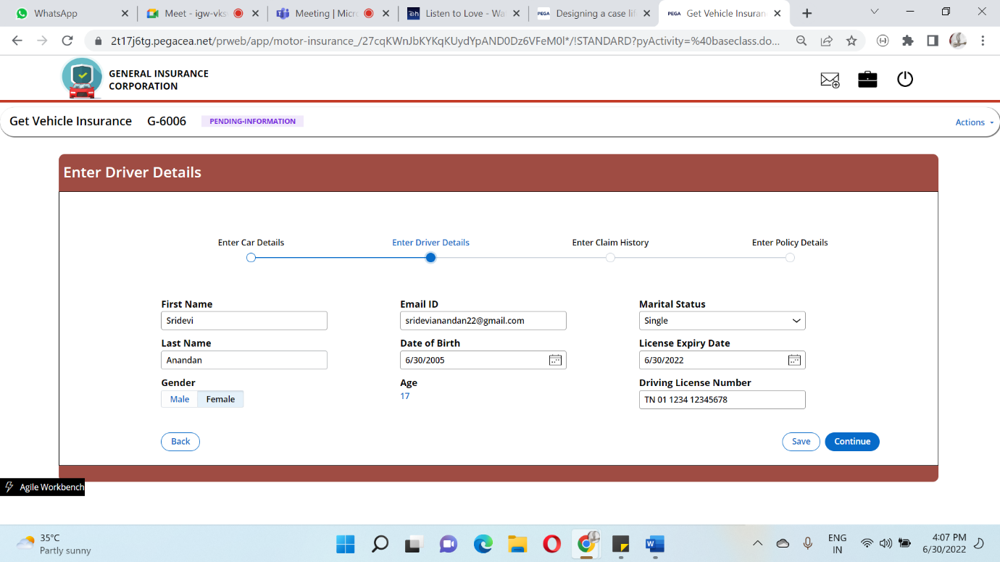 WhatsApp
Meet - igw-vks
Meeting | Micro
Dh
Listen to Love - Wa
PEGA
Designing a case lif
PEGA
Get Vehicle Insuran
2t17j6tg.pegacea.net/prweb/app/motor-insurance_/27cqKWnJbKYKqKUydYpAND0Dz6VFeM0l*/!STANDARD?pyActivity=%40baseclass.do...
GENERAL INSURANCE
CORPORATION
Get Vehicle Insurance G-6006 PENDING-INFORMATION
Actions
Enter Driver Details
Enter Car Details
Enter Driver Details
Enter Claim History
Enter Policy Details
First Name
Sridevi
Email ID
sridevianandan22@gmail.com
Marital Status
Single
Last Name
Anandan
Date of Birth
6/30/2005
License Expiry Date
6/30/2022
Gender
Male Female
Age
17
Driving License Number
TN 01 1234 12345678
Back
Save
Continue
Agile Workbench
35°C
Partly sunny
ENG
IN
4:07 PM
6/30/2022